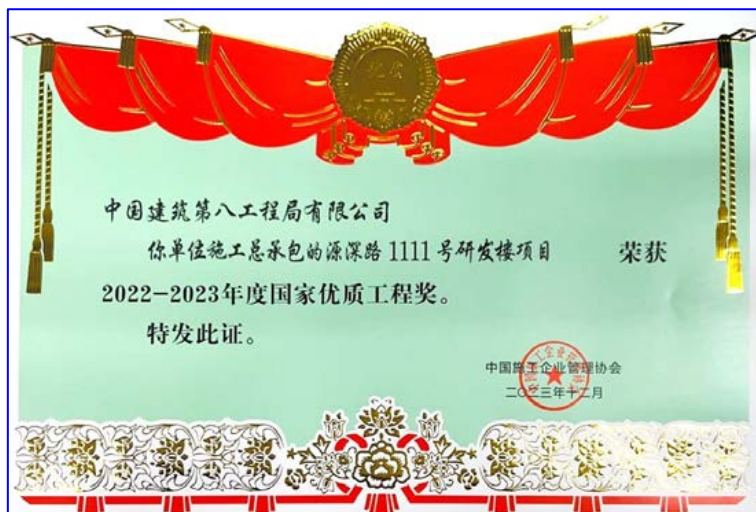 中国建筑第八工程局有限公司
你单位施工总承包的源深路1111号研发楼项目 荣获
2022-2023年度国家优质工程奖。
特发此证。
中国施工企业管理协会
二〇二三年十二月